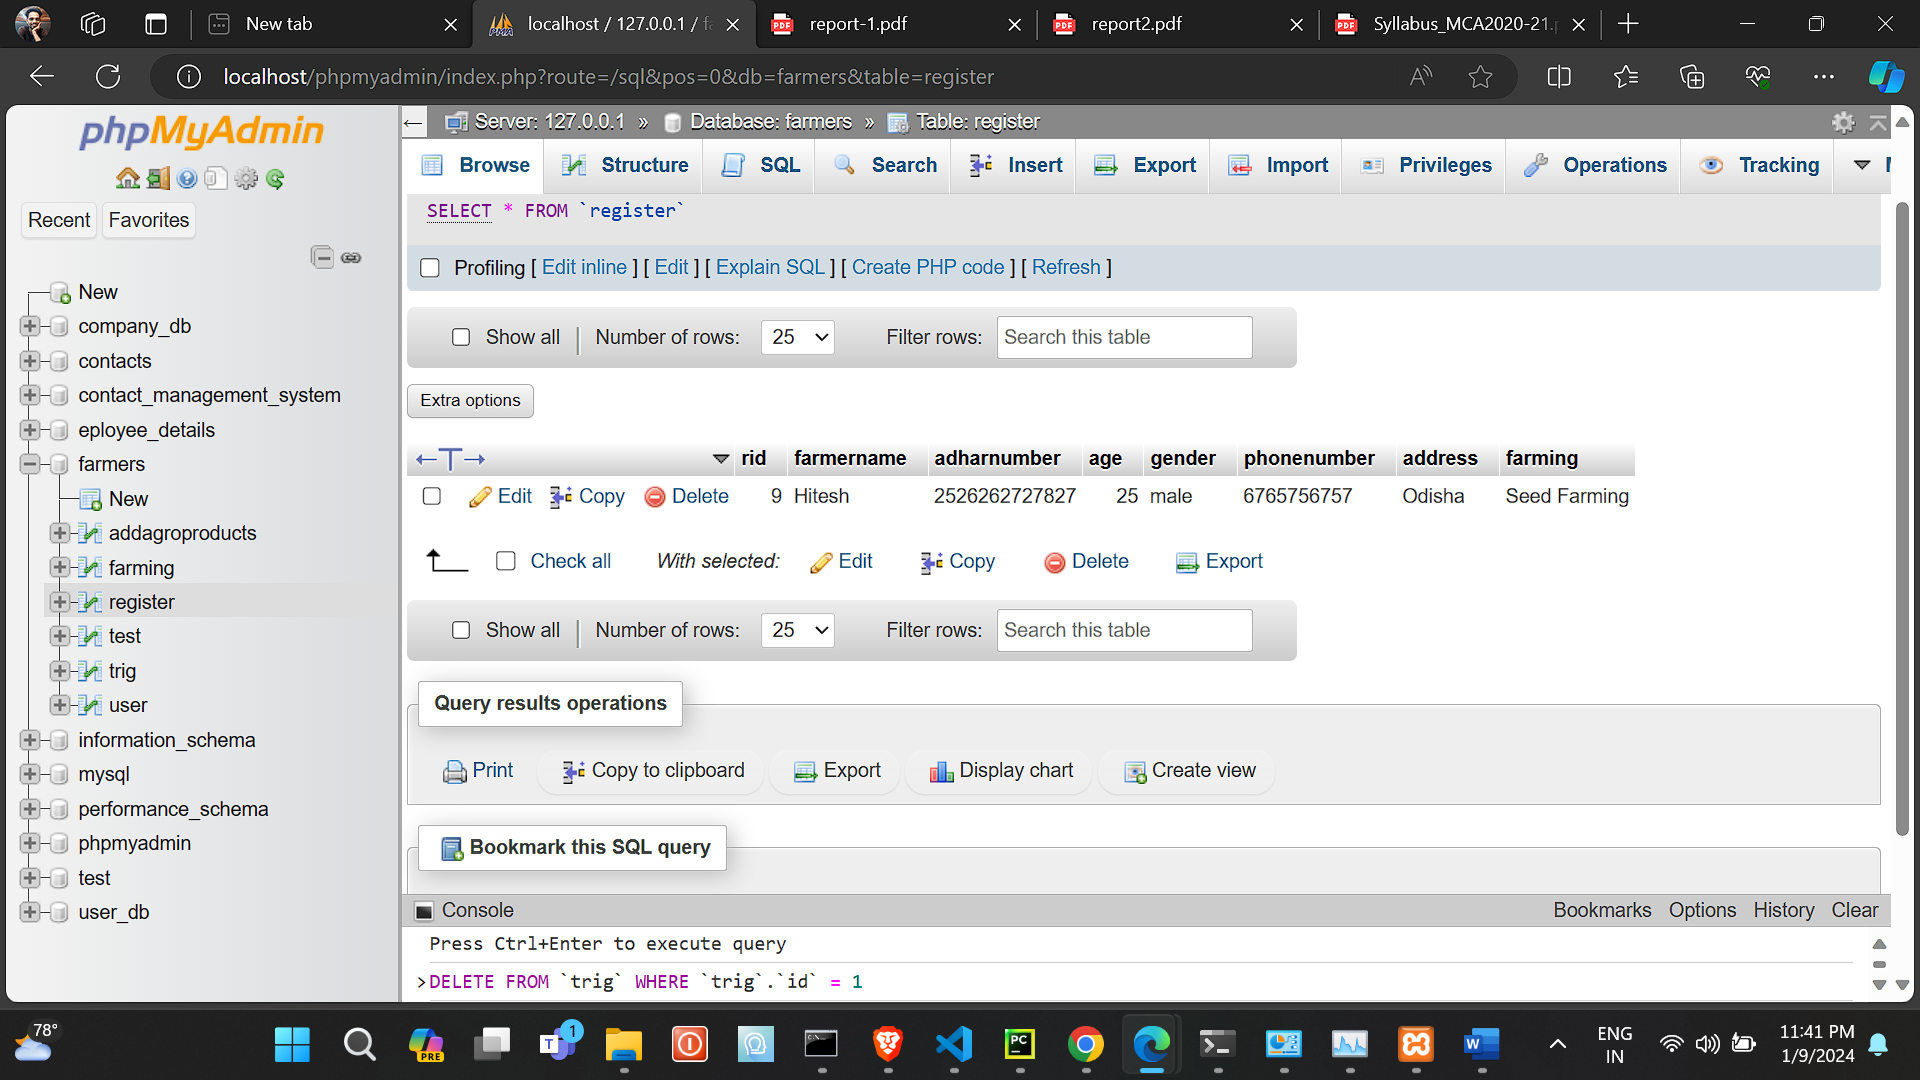 New tab
localhost / 127.0.0.1 / fa
report-1.pdf
report2.pdf
Syllabus_MCA2020-21.p
localhost/phpmyadmin/index.php?route=/sql&pos=0&db=farmers&table=register
phpMyAdmin
Recent
Favorites
New
company_db
contacts
contact_management_system
eployee_details
farmers
New
addagroproducts
farming
register
test
trig
user
information_schema
mysql
performance_schema
phpmyadmin
test
user_db
Server: 127.0.0.1 » Database: farmers » Table: register
Browse Structure SQL Search Insert Export Import Privileges Operations Tracking
SELECT * FROM `register`
Profiling [ Edit inline ] [ Edit ] [ Explain SQL ] [ Create PHP code ] [ Refresh ]
Show all | Number of rows: 25 Filter rows: Search this table
Extra options
←T→ rid farmername adharnumber age gender phonenumber address farming
Edit Copy Delete 9 Hitesh 2526262727827 25 male 6765756757 Odisha Seed Farming
Check all With selected: Edit Copy Delete Export
Show all | Number of rows: 25 Filter rows: Search this table
Query results operations
Print Copy to clipboard Export Display chart Create view
Bookmark this SQL query
Console Bookmarks Options History Clear
Press Ctrl+Enter to execute query
>DELETE FROM `trig` WHERE `trig`.`id` = 1
78°
PRE
1
ENG
IN
11:41 PM
1/9/2024